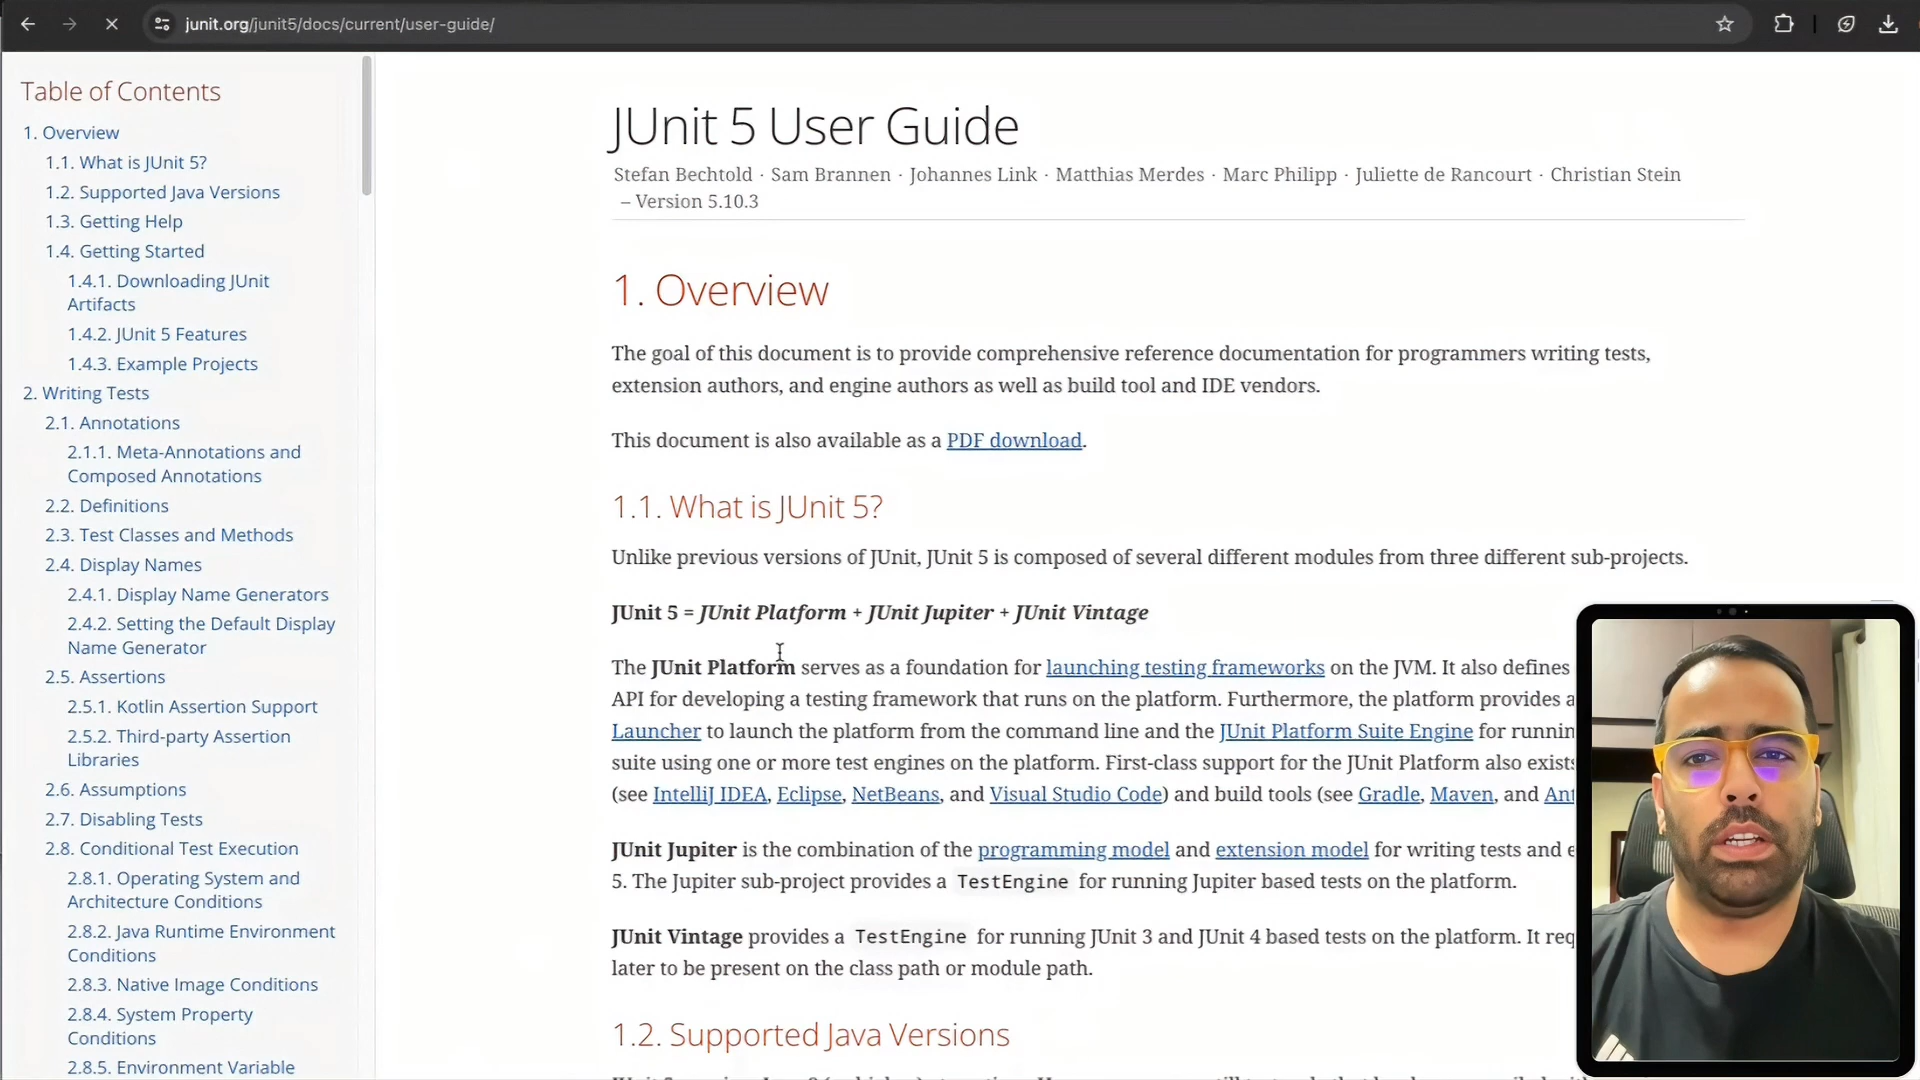 junit.org/junit5/docs/current/user-guide/
Table of Contents
1. Overview
1.1. What is JUnit 5?
1.2. Supported Java Versions
1.3. Getting Help
1.4. Getting Started
1.4.1. Downloading JUnit
Artifacts
1.4.2. JUnit 5 Features
1.4.3. Example Projects
2. Writing Tests
2.1. Annotations
2.1.1. Meta-Annotations and
Composed Annotations
2.2. Definitions
2.3. Test Classes and Methods
2.4. Display Names
2.4.1. Display Name Generators
2.4.2. Setting the Default Display
Name Generator
2.5. Assertions
2.5.1. Kotlin Assertion Support
2.5.2. Third-party Assertion
Libraries
2.6. Assumptions
2.7. Disabling Tests
2.8. Conditional Test Execution
2.8.1. Operating System and
Architecture Conditions
2.8.2. Java Runtime Environment
Conditions
2.8.3. Native Image Conditions
2.8.4. System Property
Conditions
2.8.5. Environment Variable
JUnit 5 User Guide
Stefan Bechtold · Sam Brannen · Johannes Link · Matthias Merdes · Marc Philipp · Juliette de Rancourt · Christian Stein
– Version 5.10.3
1. Overview
The goal of this document is to provide comprehensive reference documentation for programmers writing tests,
extension authors, and engine authors as well as build tool and IDE vendors.
This document is also available as a PDF download.
1.1. What is JUnit 5?
Unlike previous versions of JUnit, JUnit 5 is composed of several different modules from three different sub-projects.
JUnit 5 = JUnit Platform + JUnit Jupiter + JUnit Vintage
The JUnit Platform serves as a foundation for launching testing frameworks on the JVM. It also defines
API for developing a testing framework that runs on the platform. Furthermore, the platform provides a
Launcher to launch the platform from the command line and the JUnit Platform Suite Engine for runnin
suite using one or more test engines on the platform. First-class support for the JUnit Platform also exists
(see IntelliJ IDEA, Eclipse, NetBeans, and Visual Studio Code) and build tools (see Gradle, Maven, and Ant
JUnit Jupiter is the combination of the programming model and extension model for writing tests and e
5. The Jupiter sub-project provides a TestEngine for running Jupiter based tests on the platform.
JUnit Vintage provides a TestEngine for running JUnit 3 and JUnit 4 based tests on the platform. It req
later to be present on the class path or module path.
1.2. Supported Java Versions